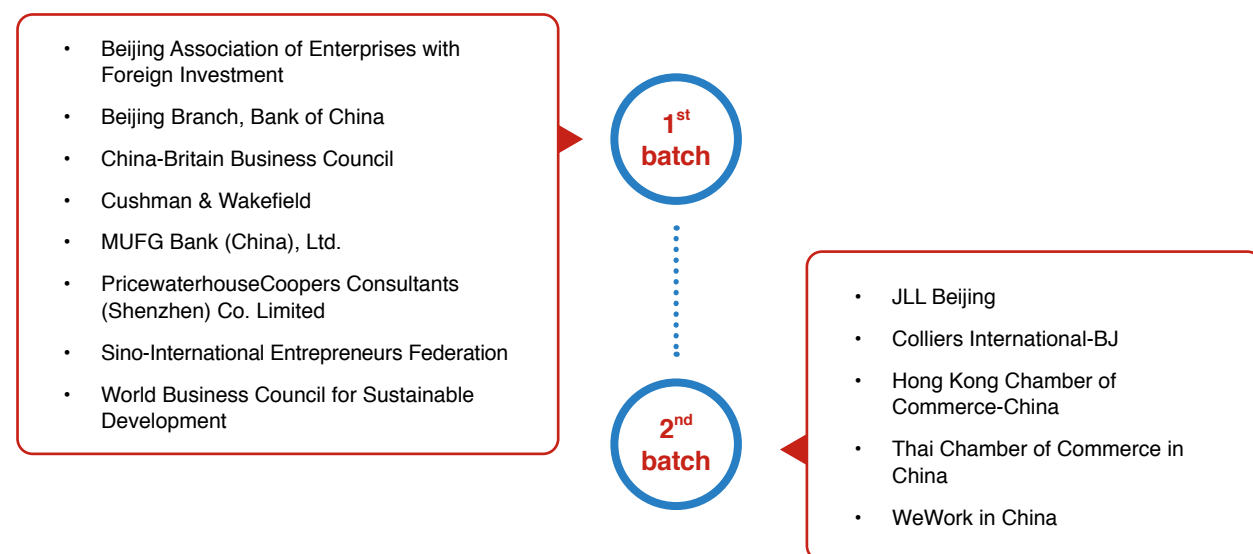 • Beijing Association of Enterprises with
Foreign Investment
• Beijing Branch, Bank of China
• China-Britain Business Council
• Cushman & Wakefield
• MUFG Bank (China), Ltd.
• PricewaterhouseCoopers Consultants
(Shenzhen) Co. Limited
• Sino-International Entrepreneurs Federation
• World Business Council for Sustainable
Development
1st
batch
2nd
batch
• JLL Beijing
• Colliers International-BJ
• Hong Kong Chamber of
Commerce-China
• Thai Chamber of Commerce in
China
• WeWork in China